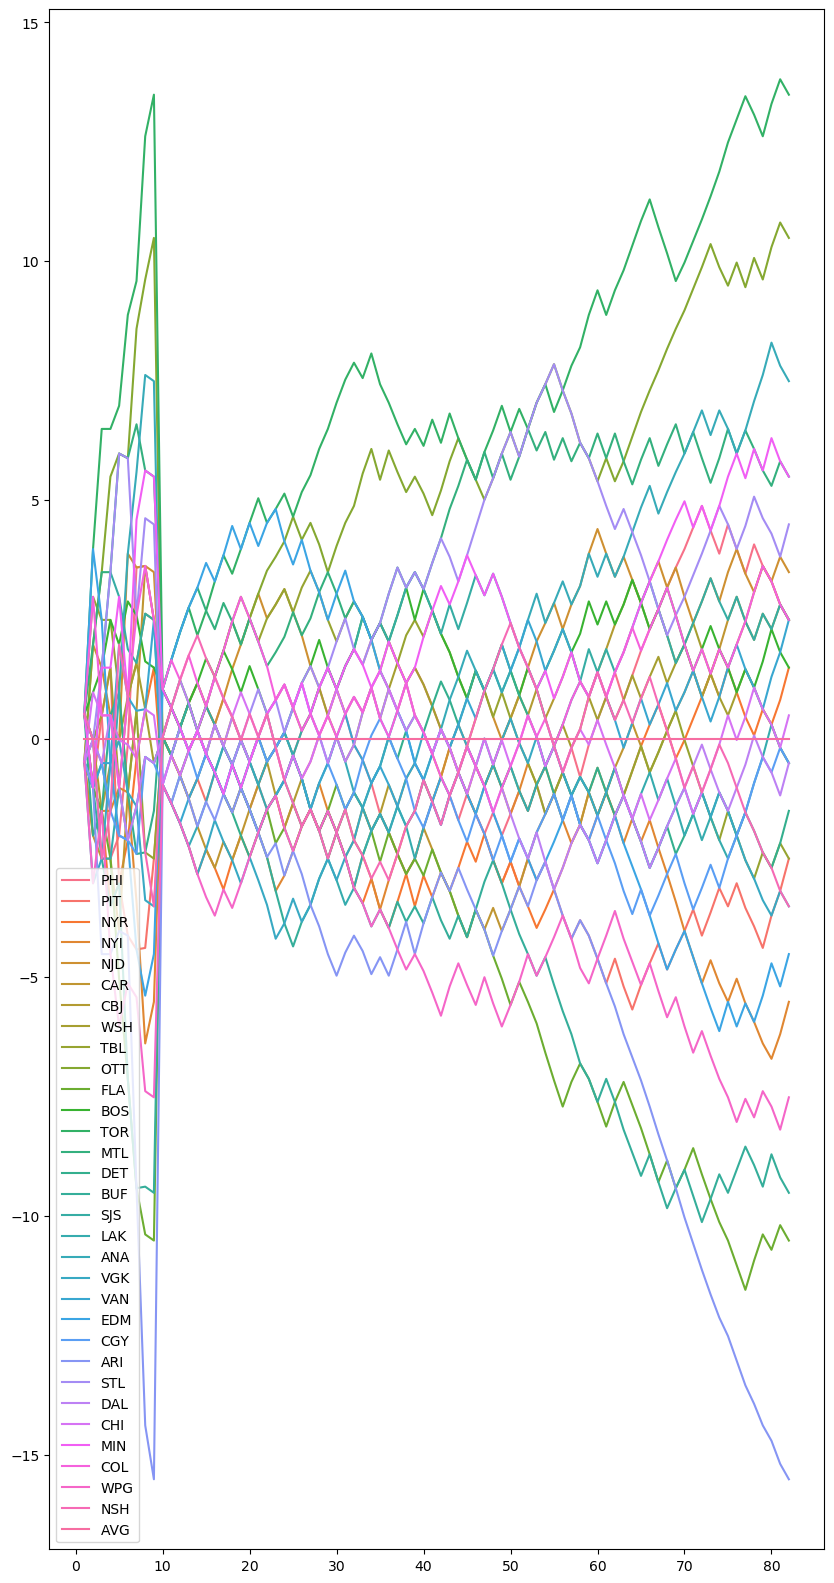 15
10
5
0
−5
−10
−15
PHI
PIT
NYR
NYI
NJD
CAR
CBJ
WSH
TBL
OTT
FLA
BOS
TOR
MTL
DET
BUF
SJS
LAK
ANA
VGK
VAN
EDM
CGY
ARI
STL
DAL
CHI
MIN
COL
WPG
NSH
AVG
0 10 20 30 40 50 60 70 80